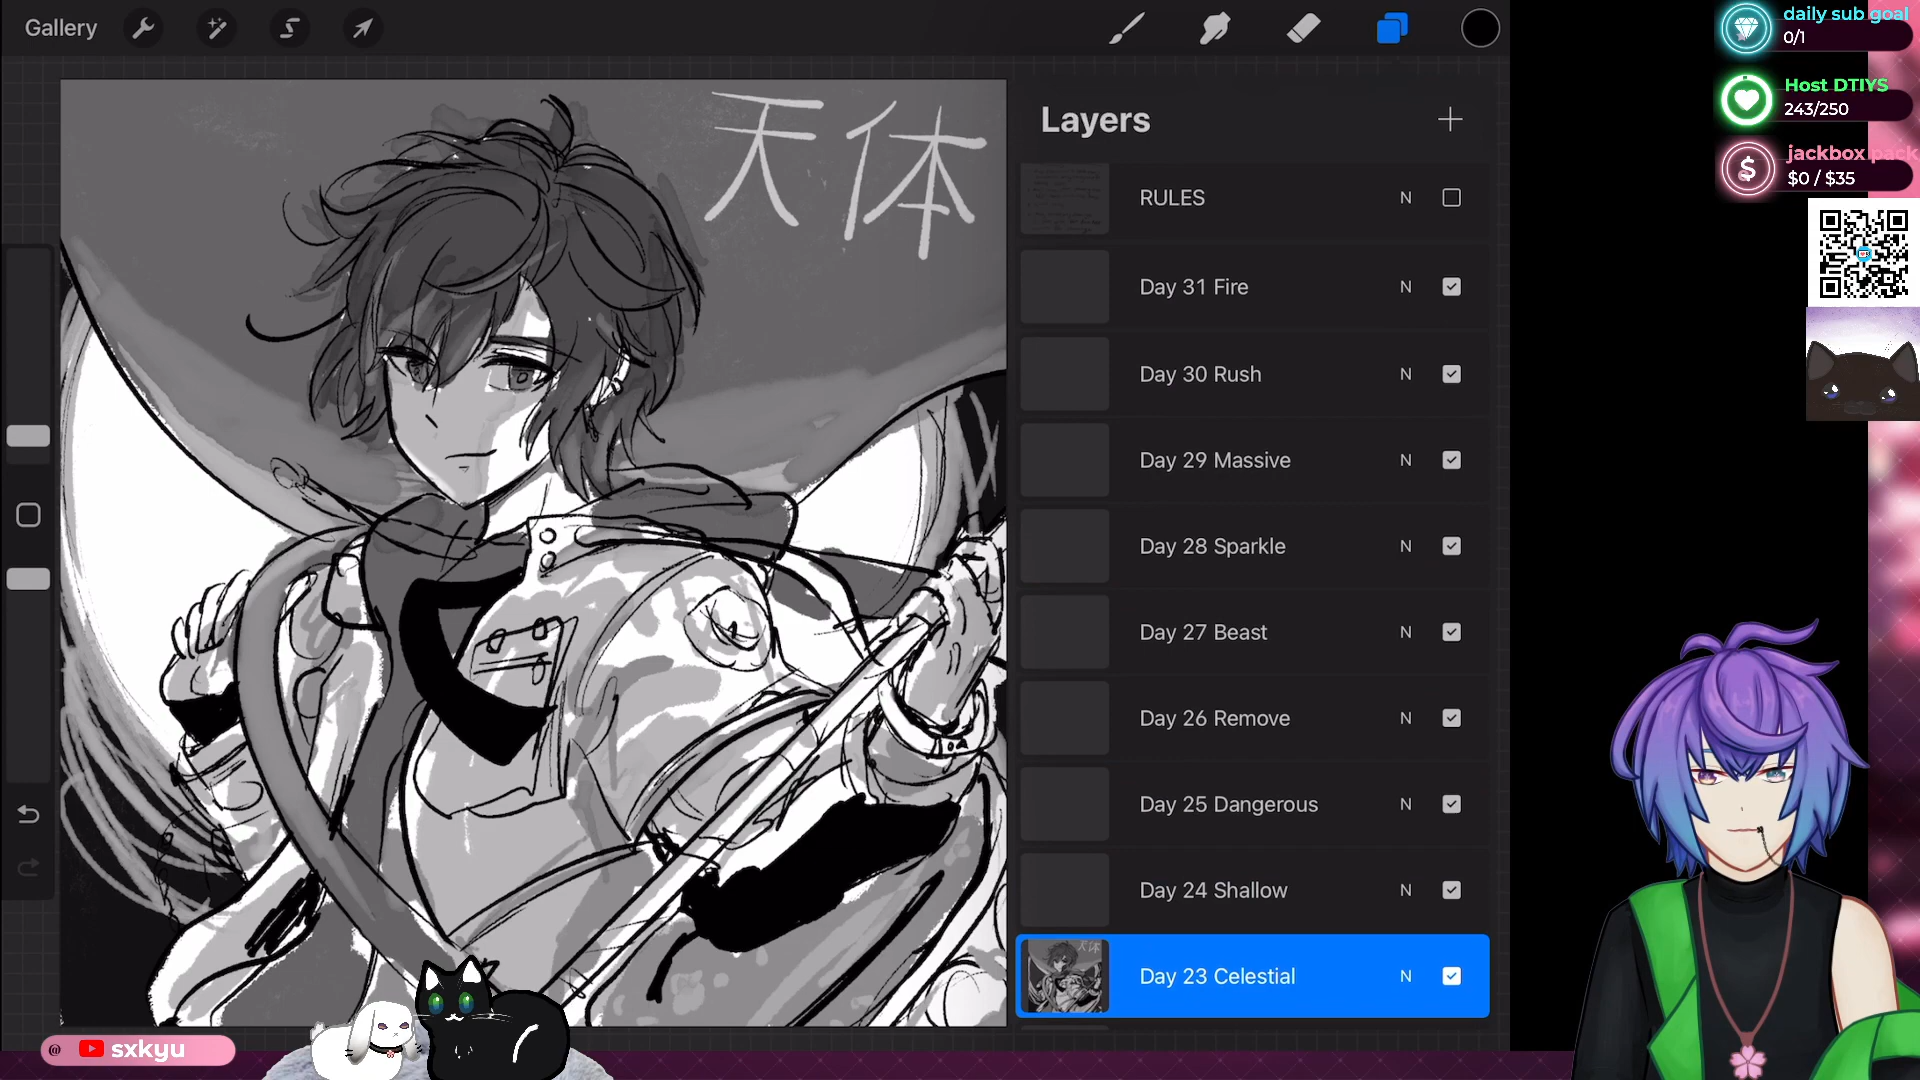 Gallery
daily sub goal
0/1
Host DTIYS
243/250
jackbox pack
$0 / $35
天体
Layers
RULES N
Day 31 Fire N
Day 30 Rush N
Day 29 Massive N
Day 28 Sparkle N
Day 27 Beast N
Day 26 Remove N
Day 25 Dangerous N
Day 24 Shallow N
Day 23 Celestial N
@ sxkyu